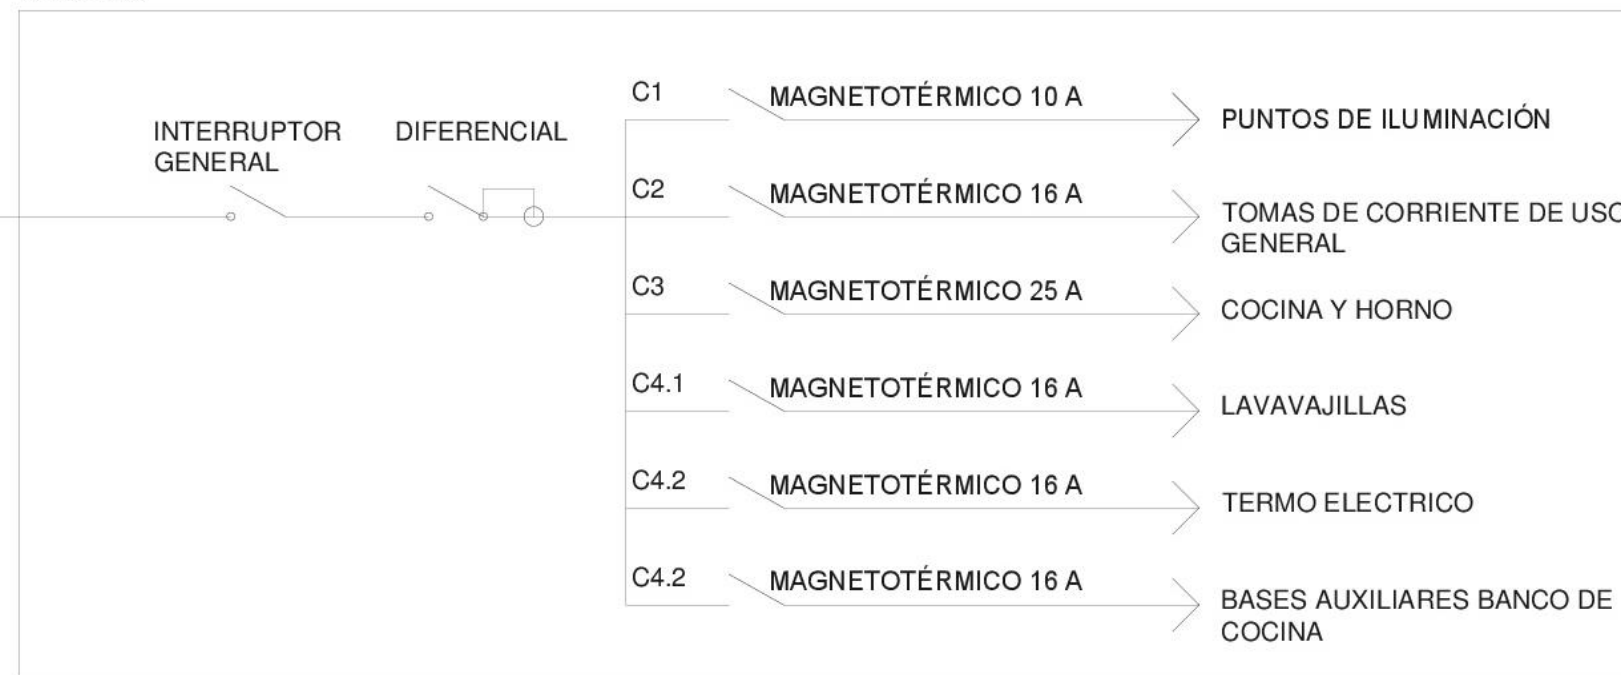 INTERRUPTOR
GENERAL
DIFERENCIAL
C1
MAGNETOTÉRMICO 10 A
PUNTOS DE ILUMINACIÓN
C2
MAGNETOTÉRMICO 16 A
TOMAS DE CORRIENTE DE USO
GENERAL
C3
MAGNETOTÉRMICO 25 A
COCINA Y HORNO
C4.1
MAGNETOTÉRMICO 16 A
LAVAVAJILLAS
C4.2
MAGNETOTÉRMICO 16 A
TERMO ELECTRICO
C4.2
MAGNETOTÉRMICO 16 A
BASES AUXILIARES BANCO DE
COCINA